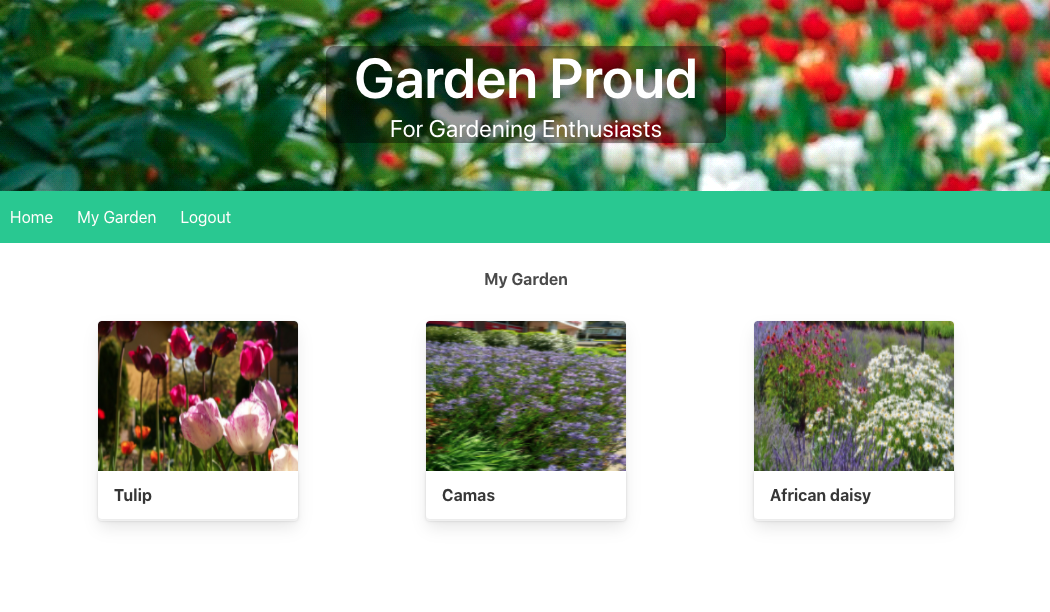 Garden Proud
For Gardening Enthusiasts
Home My Garden Logout
My Garden
Tulip Camas African daisy